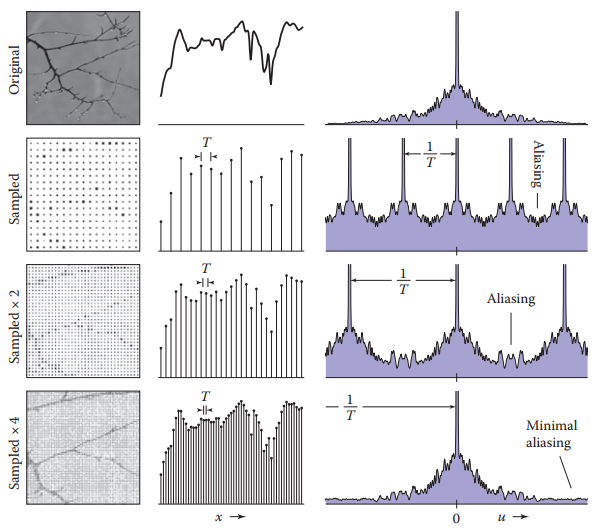 Original
Sampled
T
1
T
Aliasing
Sampled × 2
T
1
T
Aliasing
Sampled × 4
T
1
T
Minimal
aliasing
x
0
u